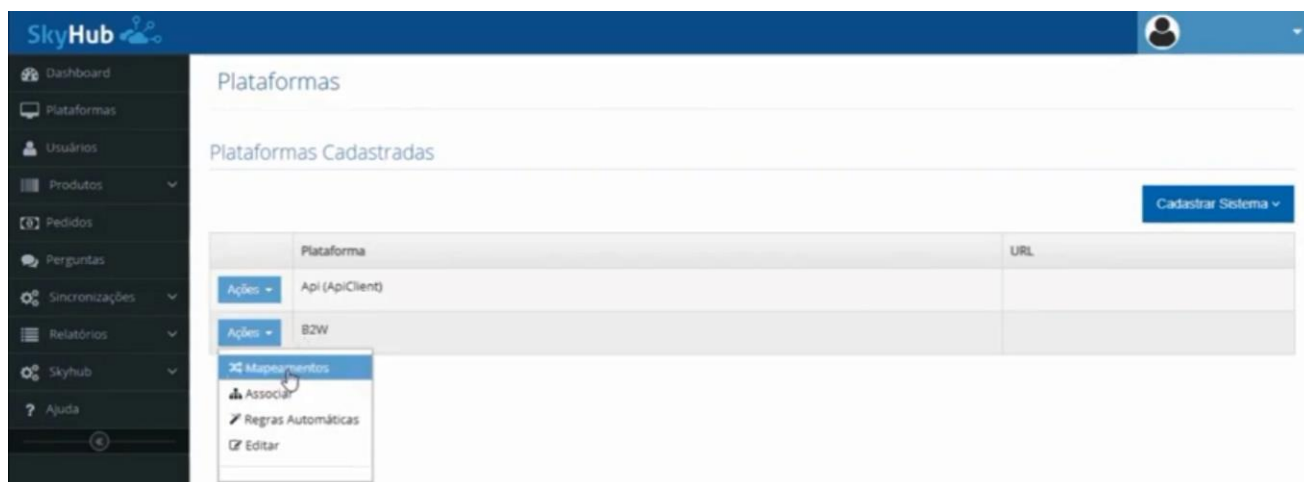 SkyHub
Dashboard
Plataformas
Usuários
Produtos
Pedidos
Perguntas
Sincronizações
Relatórios
Skyhub
? Ajuda
Plataformas
Plataformas Cadastradas
Cadastrar Sistema
Plataforma
URL
Ações
Api (ApiClient)
Ações
B2W
Mapeamentos
Associar
Regras Automáticas
Editar